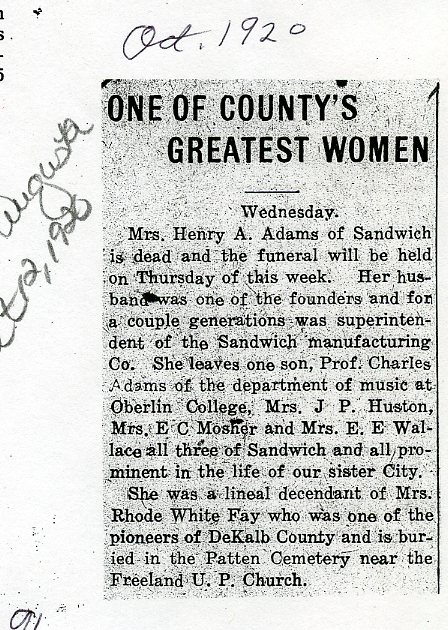 Oct. 1920
Augusta
12, 1920
ONE OF COUNTY'S
GREATEST WOMEN
Wednesday.
Mrs. Henry A. Adams of Sandwich
is dead and the funeral will be held
on Thursday of this week. Her hus-
band was one of the founders and for
a couple generations was superinten-
dent of the Sandwich manufacturing
Co. She leaves one son, Prof. Charles
Adams of the department of music at
Oberlin College, Mrs. J P. Huston,
Mrs. E C Mosher and Mrs. E. E Wal-
lace all three of Sandwich and all pro-
minent in the life of our sister City.
She was a lineal decendant of Mrs.
Rhode White Fay who was one of the
pioneers of DeKalb County and is bur-
ied in the Patten Cemetery near the
Freeland U. P. Church.